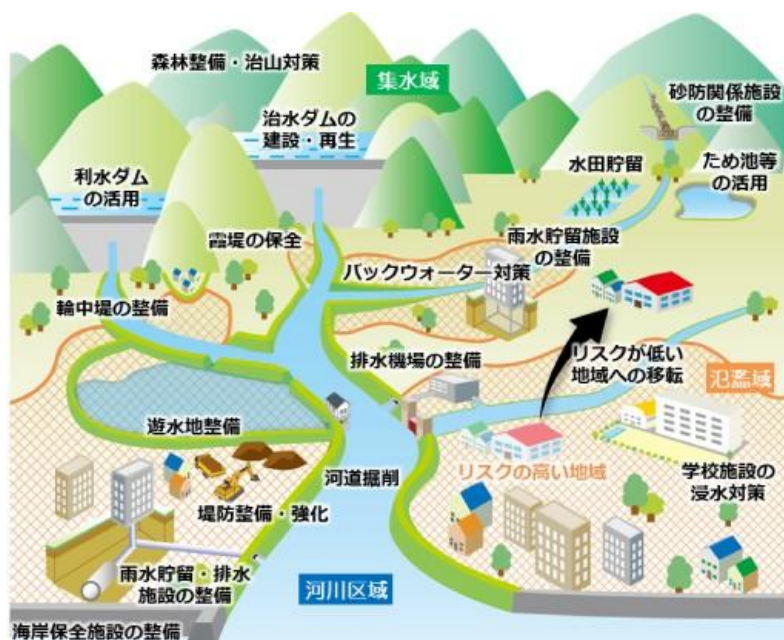 森林整備・治山対策
集水域
砂防関係施設
の整備
治水ダムの
建設・再生
水田貯留
ため池等
の活用
利水ダム
の活用
霞堤の保全
雨水貯留施設
の整備
バックウォーター対策
輪中堤の整備
排水機場の整備
リスクが低い
地域への移転
氾濫域
遊水地整備
河道掘削
リスクの高い地域
学校施設の
浸水対策
堤防整備・強化
雨水貯留・排水
施設の整備
河川区域
海岸保全施設の整備